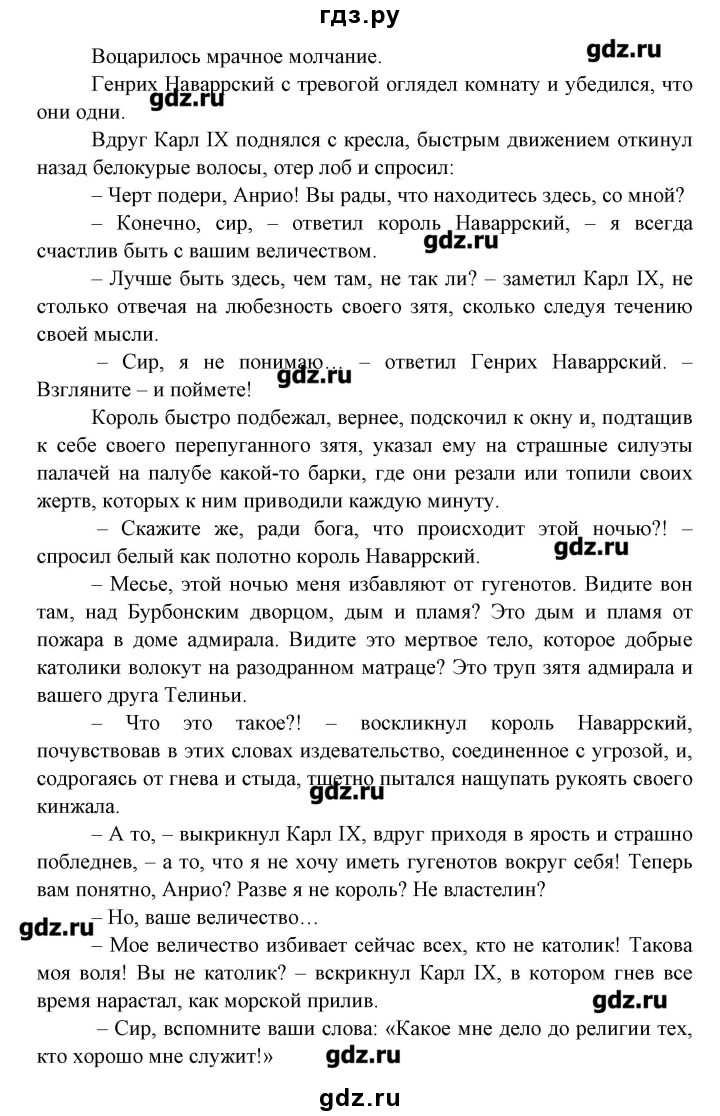 гдз.ру
Воцарилось мрачное молчание.
gdz.ru
Генрих Наваррский с тревогой оглядел комнату и убедился, что
gdz.ru
они одни.
Вдруг Карл IX поднялся с кресла, быстрым движением откинул
назад белокурые волосы, отер лоб и спросил:
– Черт подери, Анрио! Вы рады, что находитесь здесь, со мной?
– Конечно, сир, – ответил король Наваррский, – я всегда
счастлив быть с вашим величеством.
gdz.ru
– Лучше быть здесь, чем там, не так ли? – заметил Карл IX, не
столько отвечая на любезность своего зятя, сколько следуя течению
своей мысли.
– Сир, я не понимаю… – ответил Генрих Наваррский. –
gdz.ru
Взгляните – и поймете!
Король быстро подбежал, вернее, подскочил к окну и, подтащив
к себе своего перепуганного зятя, указал ему на страшные силуэты
палачей на палубе какой-то барки, где они резали или топили своих
жертв, которых к ним приводили каждую минуту.
– Скажите же, ради бога, что происходит этой ночью?! –
gdz.ru
спросил белый как полотно король Наваррский.
– Месье, этой ночью меня избавляют от гугенотов. Видите вон
там, над Бурбонским дворцом, дым и пламя? Это дым и пламя от
пожара в доме адмирала. Видите это мертвое тело, которое добрые
католики волокут на разодранном матраце? Это труп зятя адмирала и
вашего друга Телиньи.
– Что это такое?! – воскликнул король Наваррский,
почувствовав в этих словах издевательство, соединенное с угрозой, и,
содрогаясь от гнева и стыда, тщетно пытался нащупать рукоять своего
gdz.ru
кинжала.
– А то, – выкрикнул Карл IX, вдруг приходя в ярость и страшно
побледнев, – а то, что я не хочу иметь гугенотов вокруг себя! Теперь
вам понятно, Анрио? Разве я не король? Не властелин?
– Но, ваше величество…
gdz.ru
– Мое величество избивает сейчас всех, кто не католик! Такова
моя воля! Вы не католик? – вскрикнул Карл IX, в котором гнев все
время нарастал, как морской прилив.
gdz.ru
– Сир, вспомните ваши слова: «Какое мне дело до религии тех,
кто хорошо мне служит!»
gdz.ru
gdz.ru